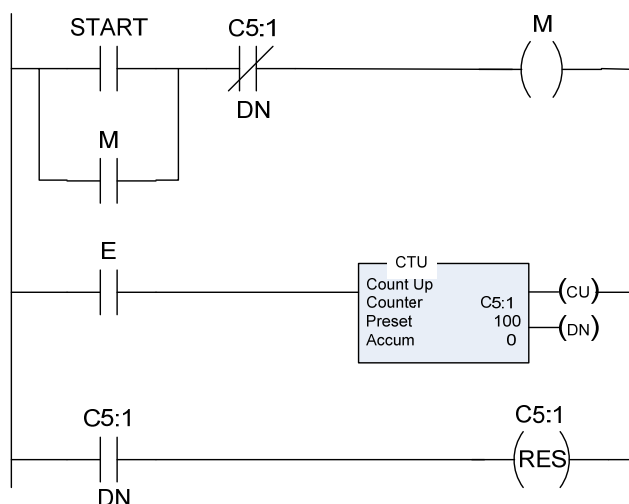 START
C5:1
M
DN
M
E
CTU
Count Up
Counter C5:1
Preset 100
Accum 0
(CU)
(DN)
C5:1
C5:1
RES
DN